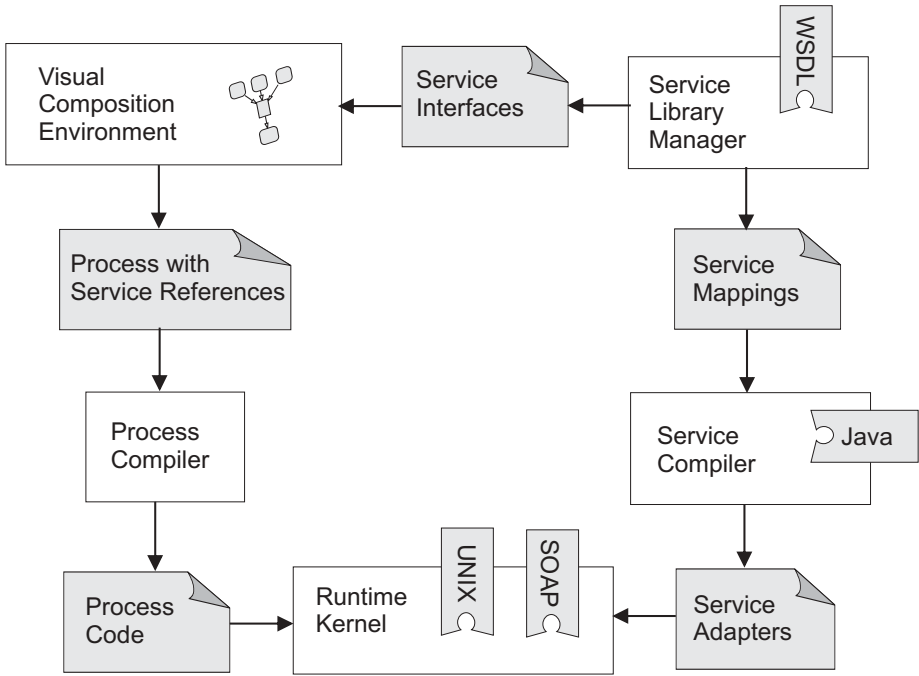 Visual
Composition
Environment
Service
Interfaces
Service
Library
Manager
WSDL
Process with
Service References
Service
Mappings
Process
Compiler
Service
Compiler
Java
Process
Code
Runtime
Kernel
UNIX
SOAP
Service
Adapters